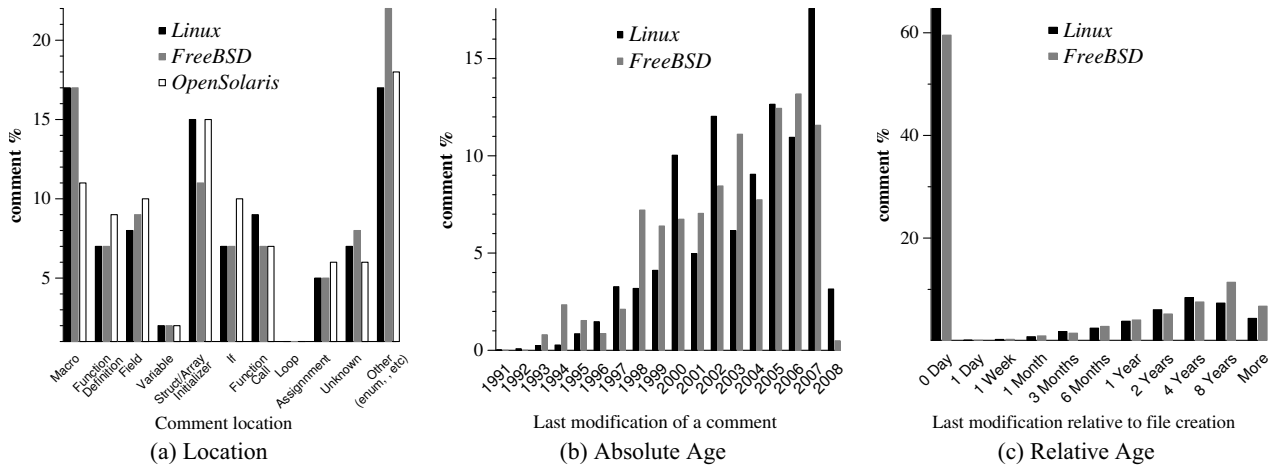 20
15
10
5
comment %
Linux
FreeBSD
OpenSolaris
Macro
Function
Definition
Field
Variable
Struct/Array
Initializer
If
Function
Call
Loop
Assignment
Unknown
Other
(enum, , etc)
Comment location
(a) Location
15
10
5
0
comment %
Linux
FreeBSD
1991
1992
1993
1994
1995
1996
1997
1998
1999
2000
2001
2002
2003
2004
2005
2006
2007
2008
Last modification of a comment
(b) Absolute Age
60
40
20
comment %
Linux
FreeBSD
0 Day
1 Day
1 Week
1 Month
3 Months
6 Months
1 Year
2 Years
4 Years
8 Years
More
Last modification relative to file creation
(c) Relative Age